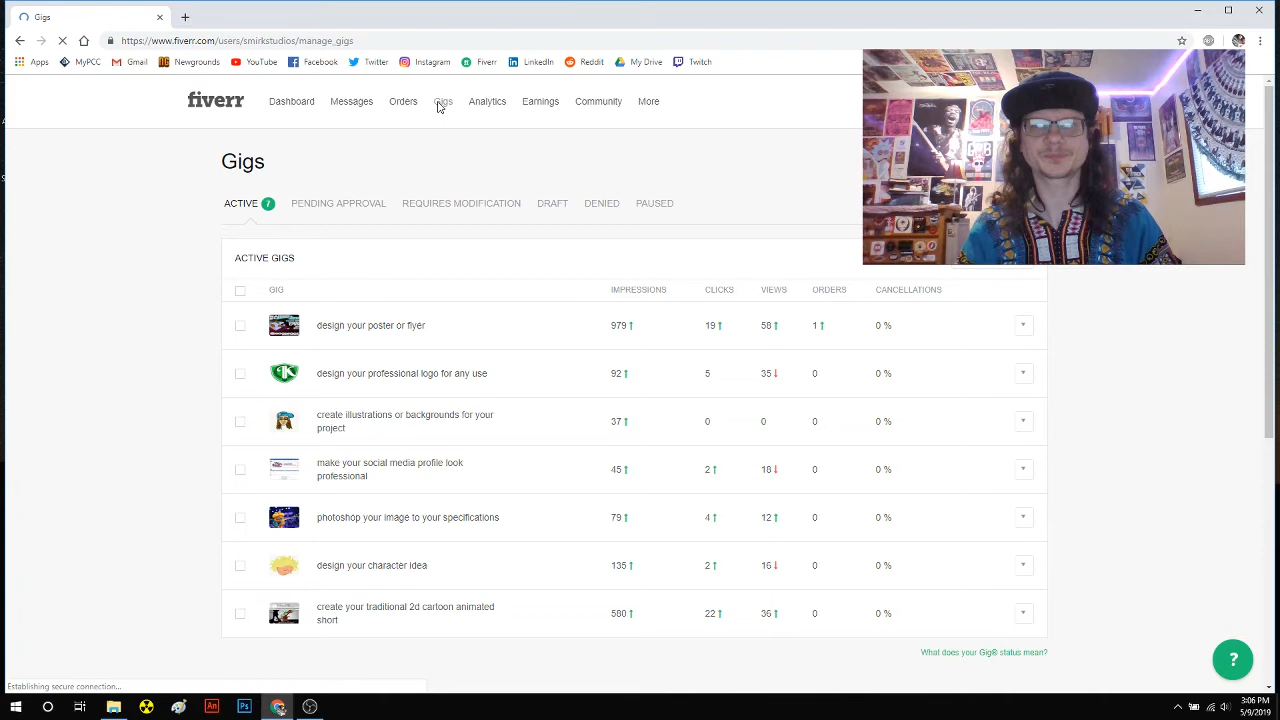 Gigs
https://www.fiverr.com/users/smirkstudios/manage_gigs
Apps MyPCC Gmail Newgrounds YouTube Facebook Twitter Instagram Fiverr LinkedIn Reddit My Drive Twitch
fiverr Dashboard Messages Orders Gigs Analytics Earnings Community More
Gigs
ACTIVE 7 PENDING APPROVAL REQUIRES MODIFICATION DRAFT DENIED PAUSED
ACTIVE GIGS
GIG IMPRESSIONS CLICKS VIEWS ORDERS CANCELLATIONS
design your poster or flyer 979 19 58 1 0 %
design your professional logo for any use 92 5 35 0 0 %
create illustrations or backgrounds for your
project 37 0 0 0 0 %
make your social media profile look
professional 45 2 18 0 0 %
photoshop your image to your specifications 79 4 12 0 0 %
design your character idea 135 2 16 0 0 %
create your traditional 2d cartoon animated
short 580 22 36 0 0 %
What does your Gig® status mean?
?
Establishing secure connection...
An Ps 3:06 PM
5/9/2019